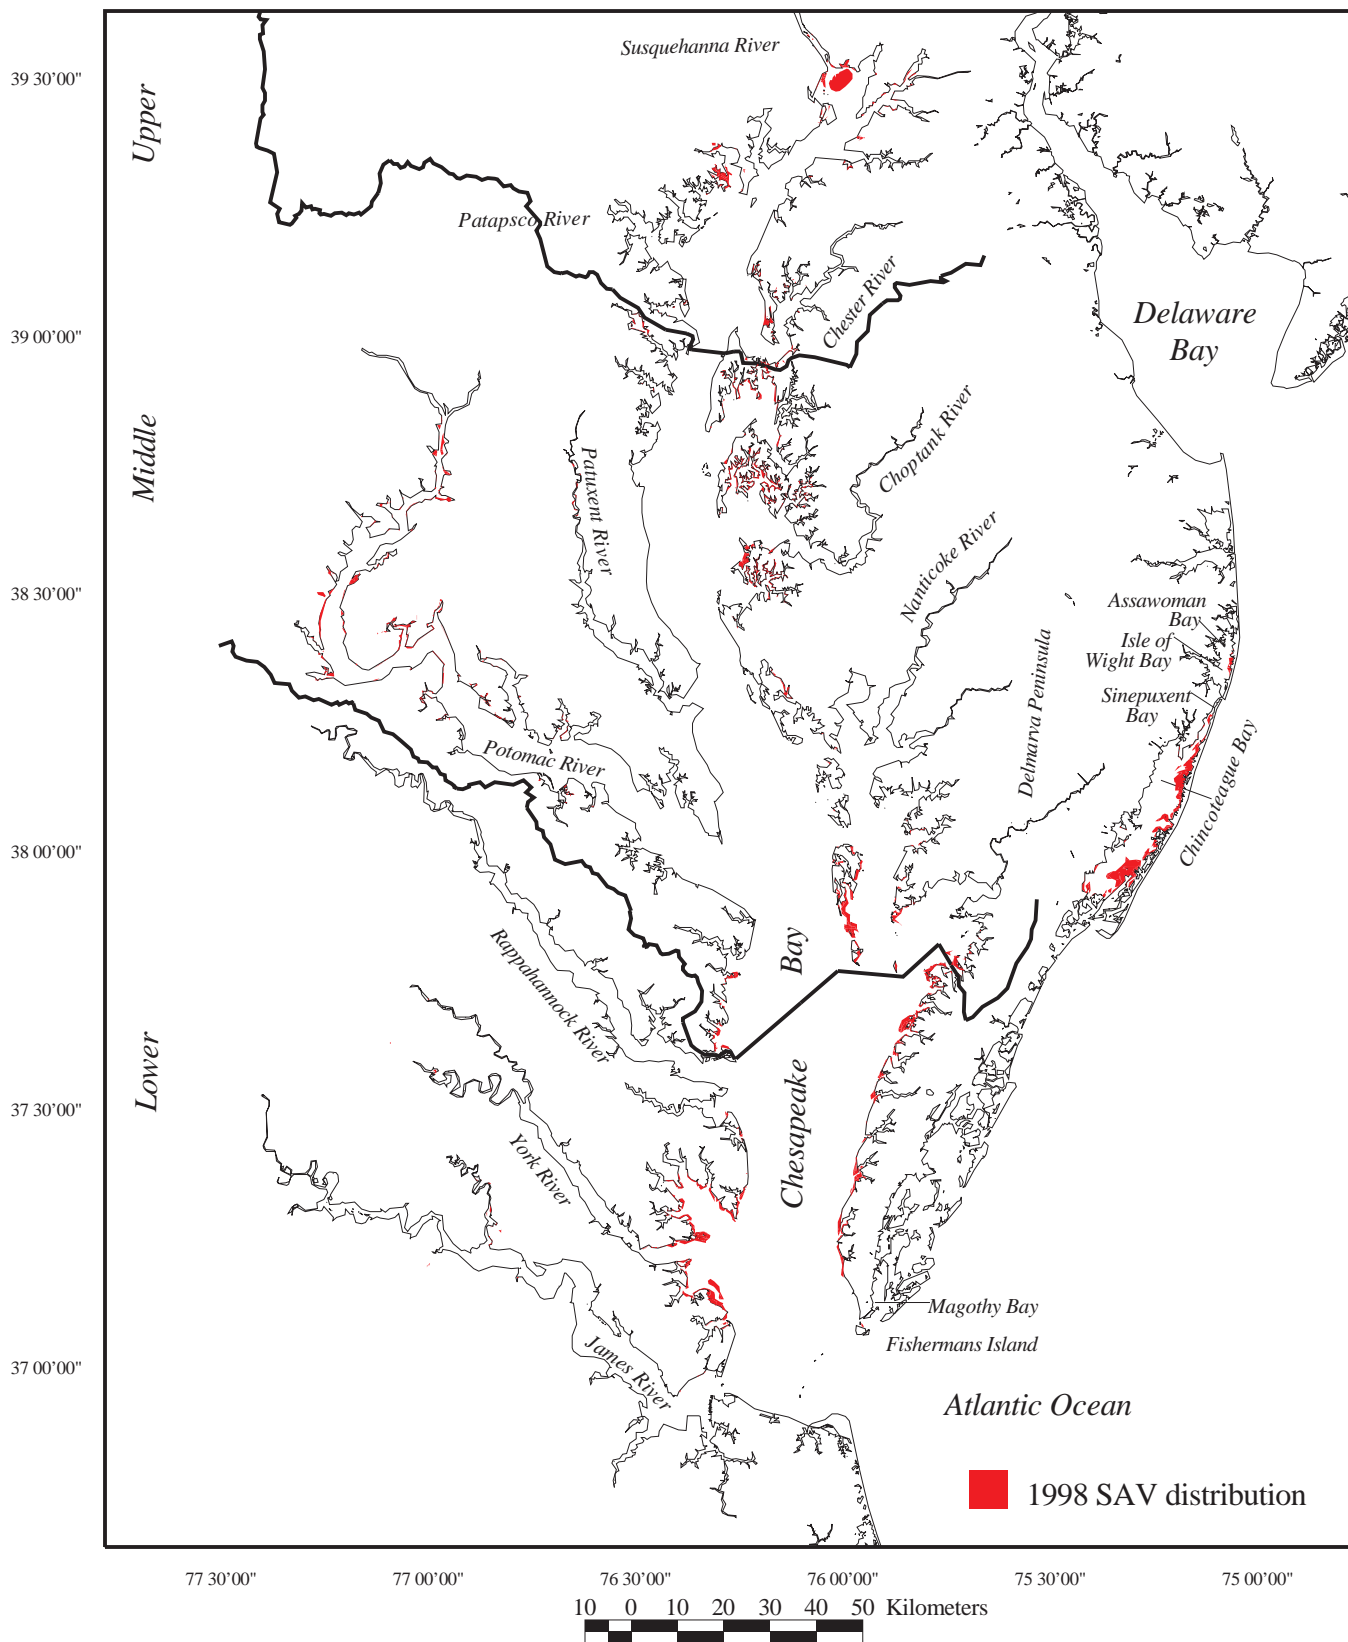 Susquehanna River
39 30'00"
Upper
Patapsco River
Chester River
Delaware
Bay
39 00'00"
Middle
Choptank River
Patuxent River
Nanticoke River
38 30'00"
Assawoman
Bay
Isle of
Wight Bay
Delmarva Peninsula
Sinepuxent
Bay
Potomac River
Chincoteague Bay
38 00'00"
Rappahannock River
Bay
Lower
Chesapeake
37 30'00"
York River
Magothy Bay
Fishermans Island
James River
37 00'00"
Atlantic Ocean
1998 SAV distribution
77 30'00" 77 00'00" 76 30'00" 76 00'00" 75 30'00" 75 00'00"
10 0 10 20 30 40 50 Kilometers